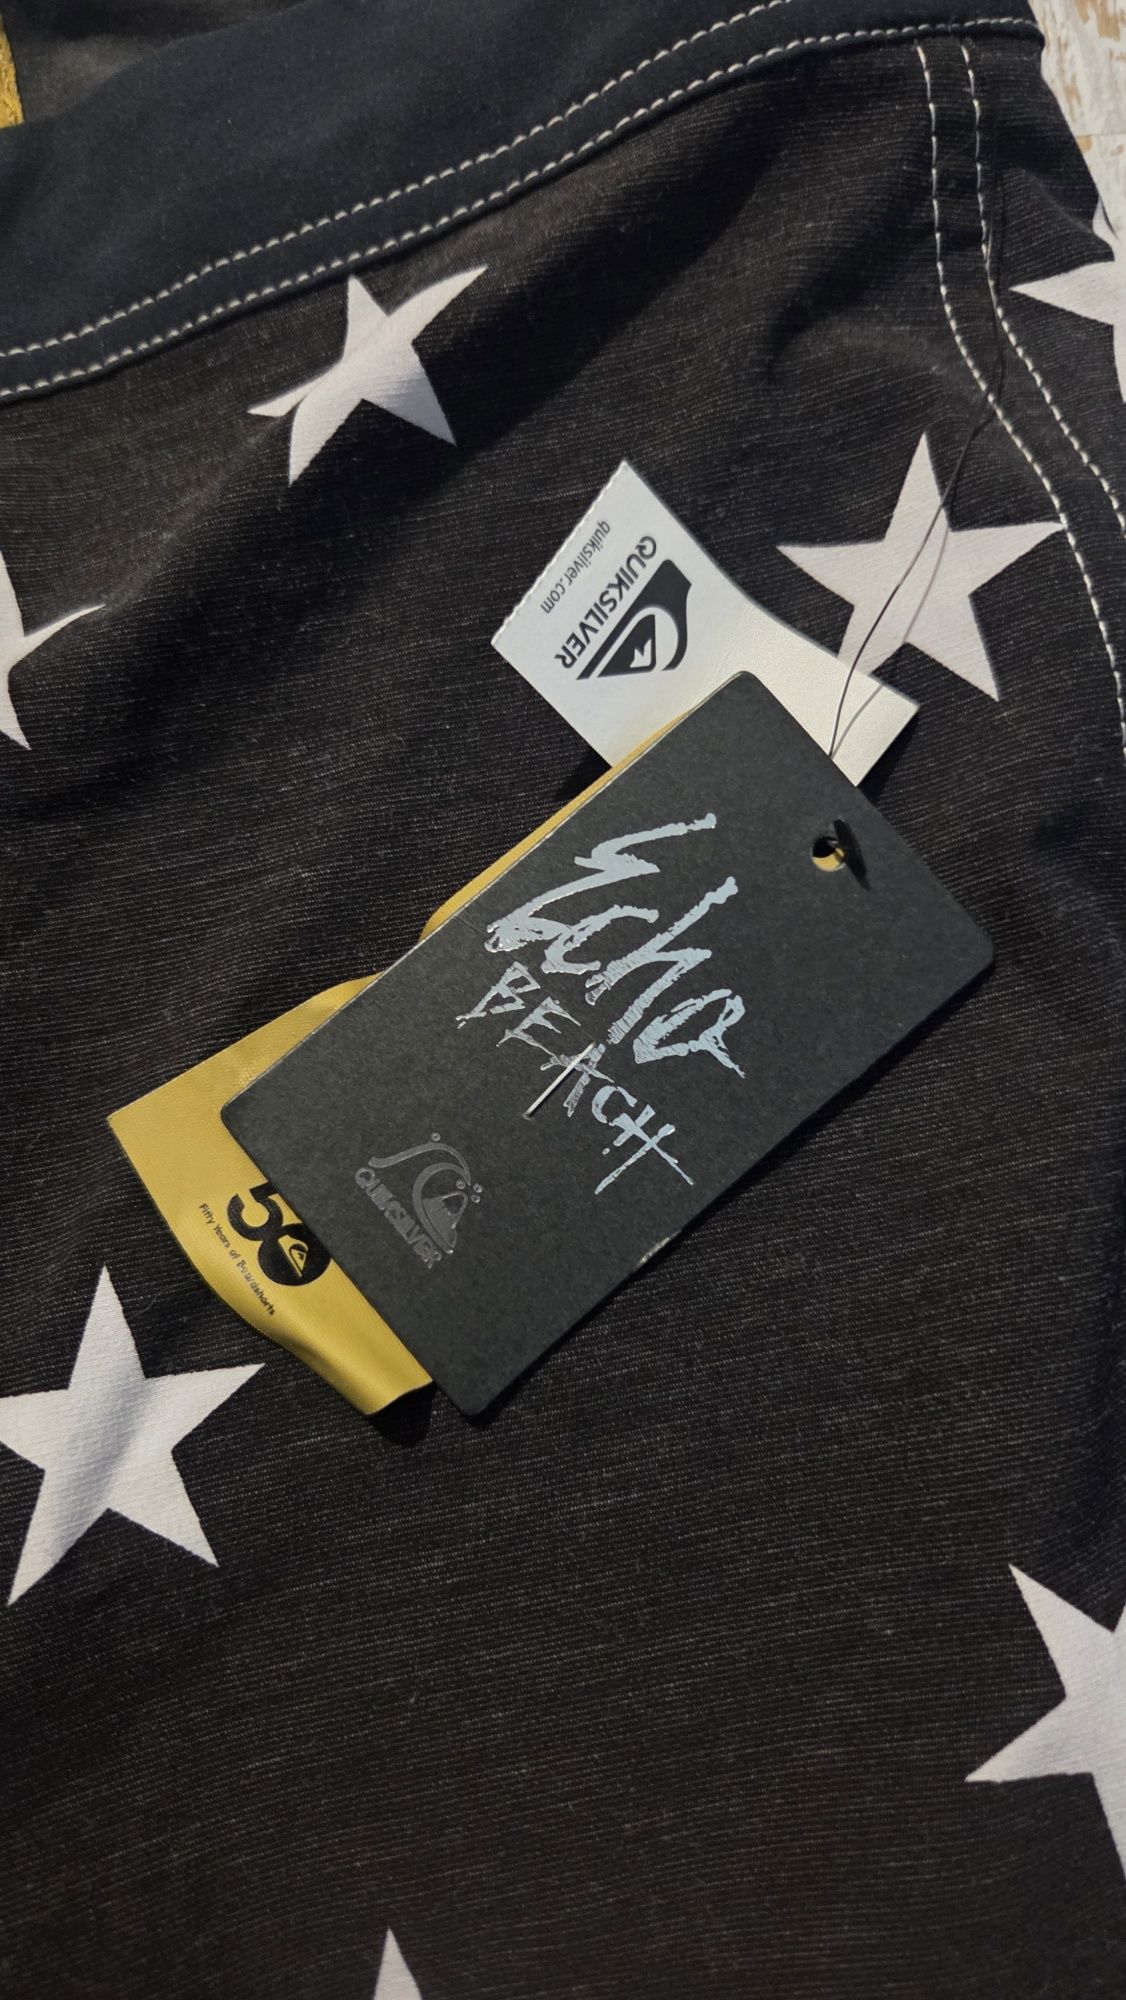 QUIKSILVER
quiksilver.com
Echo
BEACH
QUIKSILVER
50
Fifty Years of Boardshorts